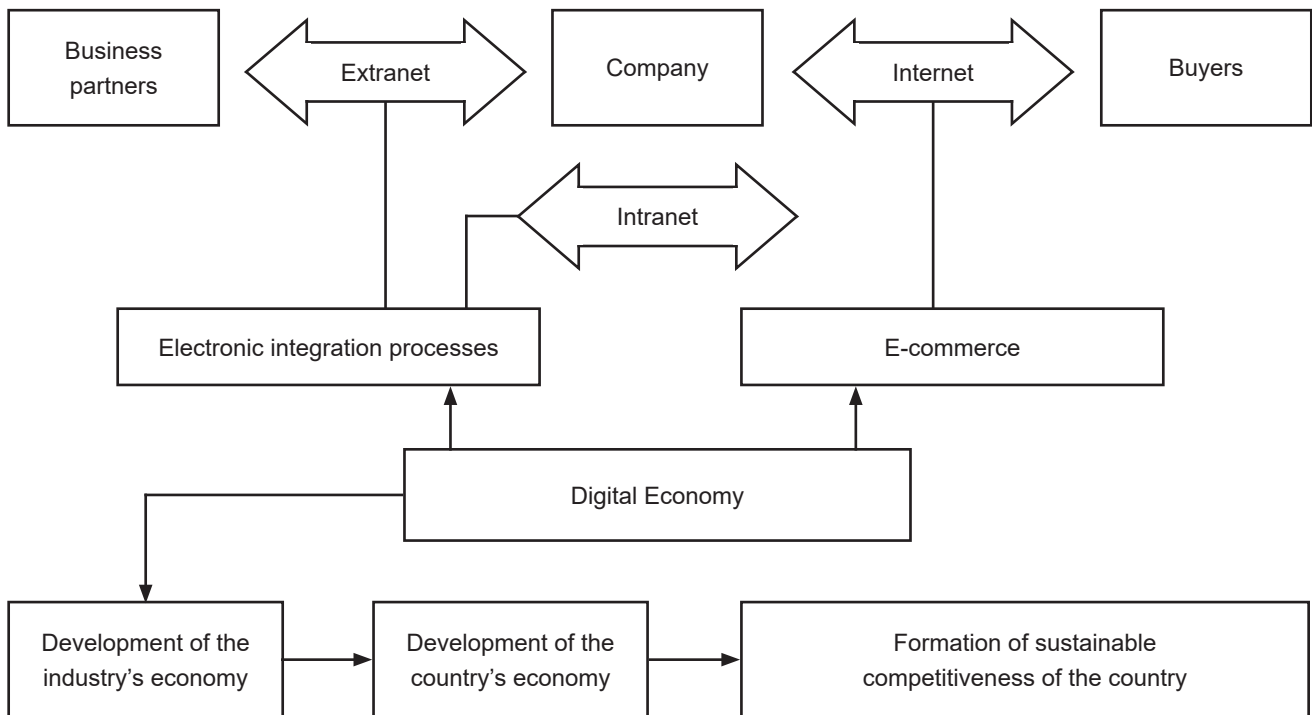 Business
partners
Extranet
Company
Internet
Buyers
Intranet
Electronic integration processes
E-commerce
Digital Economy
Development of the
industry’s economy
Development of the
country’s economy
Formation of sustainable
competitiveness of the country